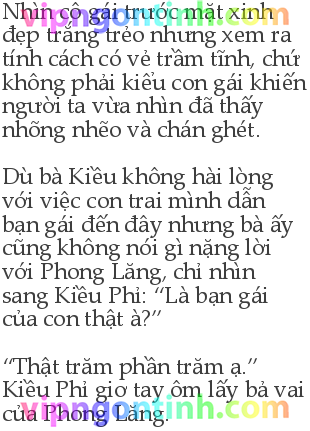 Nhìn cô gái trước mặt xinh
đẹp trắng trẻo nhưng xem ra
tính cách có vẻ trầm tĩnh, chứ
không phải kiểu con gái khiến
người ta vừa nhìn đã thấy
nhõng nhẽo và chán ghét.
Dù bà Kiều không hài lòng
với việc con trai mình dẫn
bạn gái đến đây nhưng bà ấy
cũng không nói gì nặng lời
với Phong Lăng, chỉ nhìn
sang Kiều Phỉ: “Là bạn gái
của con thật à?”
“Thật trăm phần trăm ạ.”
Kiều Phỉ giơ tay ôm lấy bả vai
của Phong Lăng.
vipngontinh.com
vipngontinh.com